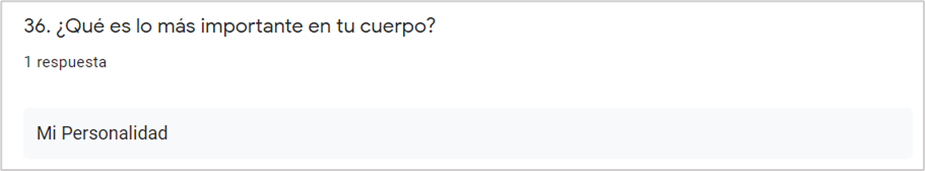 36. ¿Qué es lo más importante en tu cuerpo?
1 respuesta
Mi Personalidad